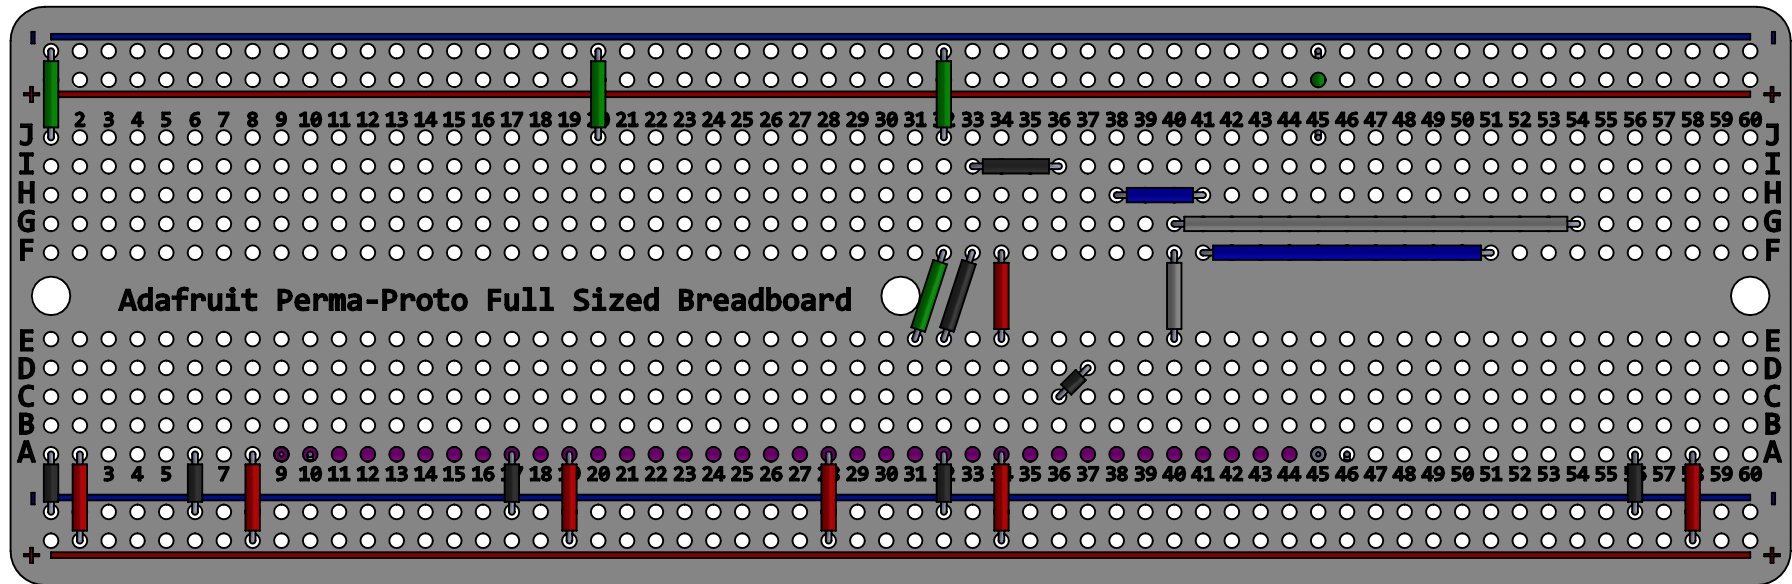 - -
+ +
2 3 4 5 6 7 8 9 10 11 12 13 14 15 16 17 18 19 21 22 23 24 25 26 27 28 29 30 31 33 34 35 36 37 38 39 40 41 42 43 44 45 46 47 48 49 50 51 52 53 54 55 56 57 58 59 60
J J
I I
H H
G G
F F
Adafruit Perma-Proto Full Sized Breadboard
E E
D D
C C
B B
A A
3 4 5 7 9 10 11 12 13 14 15 16 18 20 21 22 23 24 25 26 27 29 30 31 33 35 36 37 38 39 40 41 42 43 44 45 46 47 48 49 50 51 52 53 54 55 57 59 60
- -
+ +